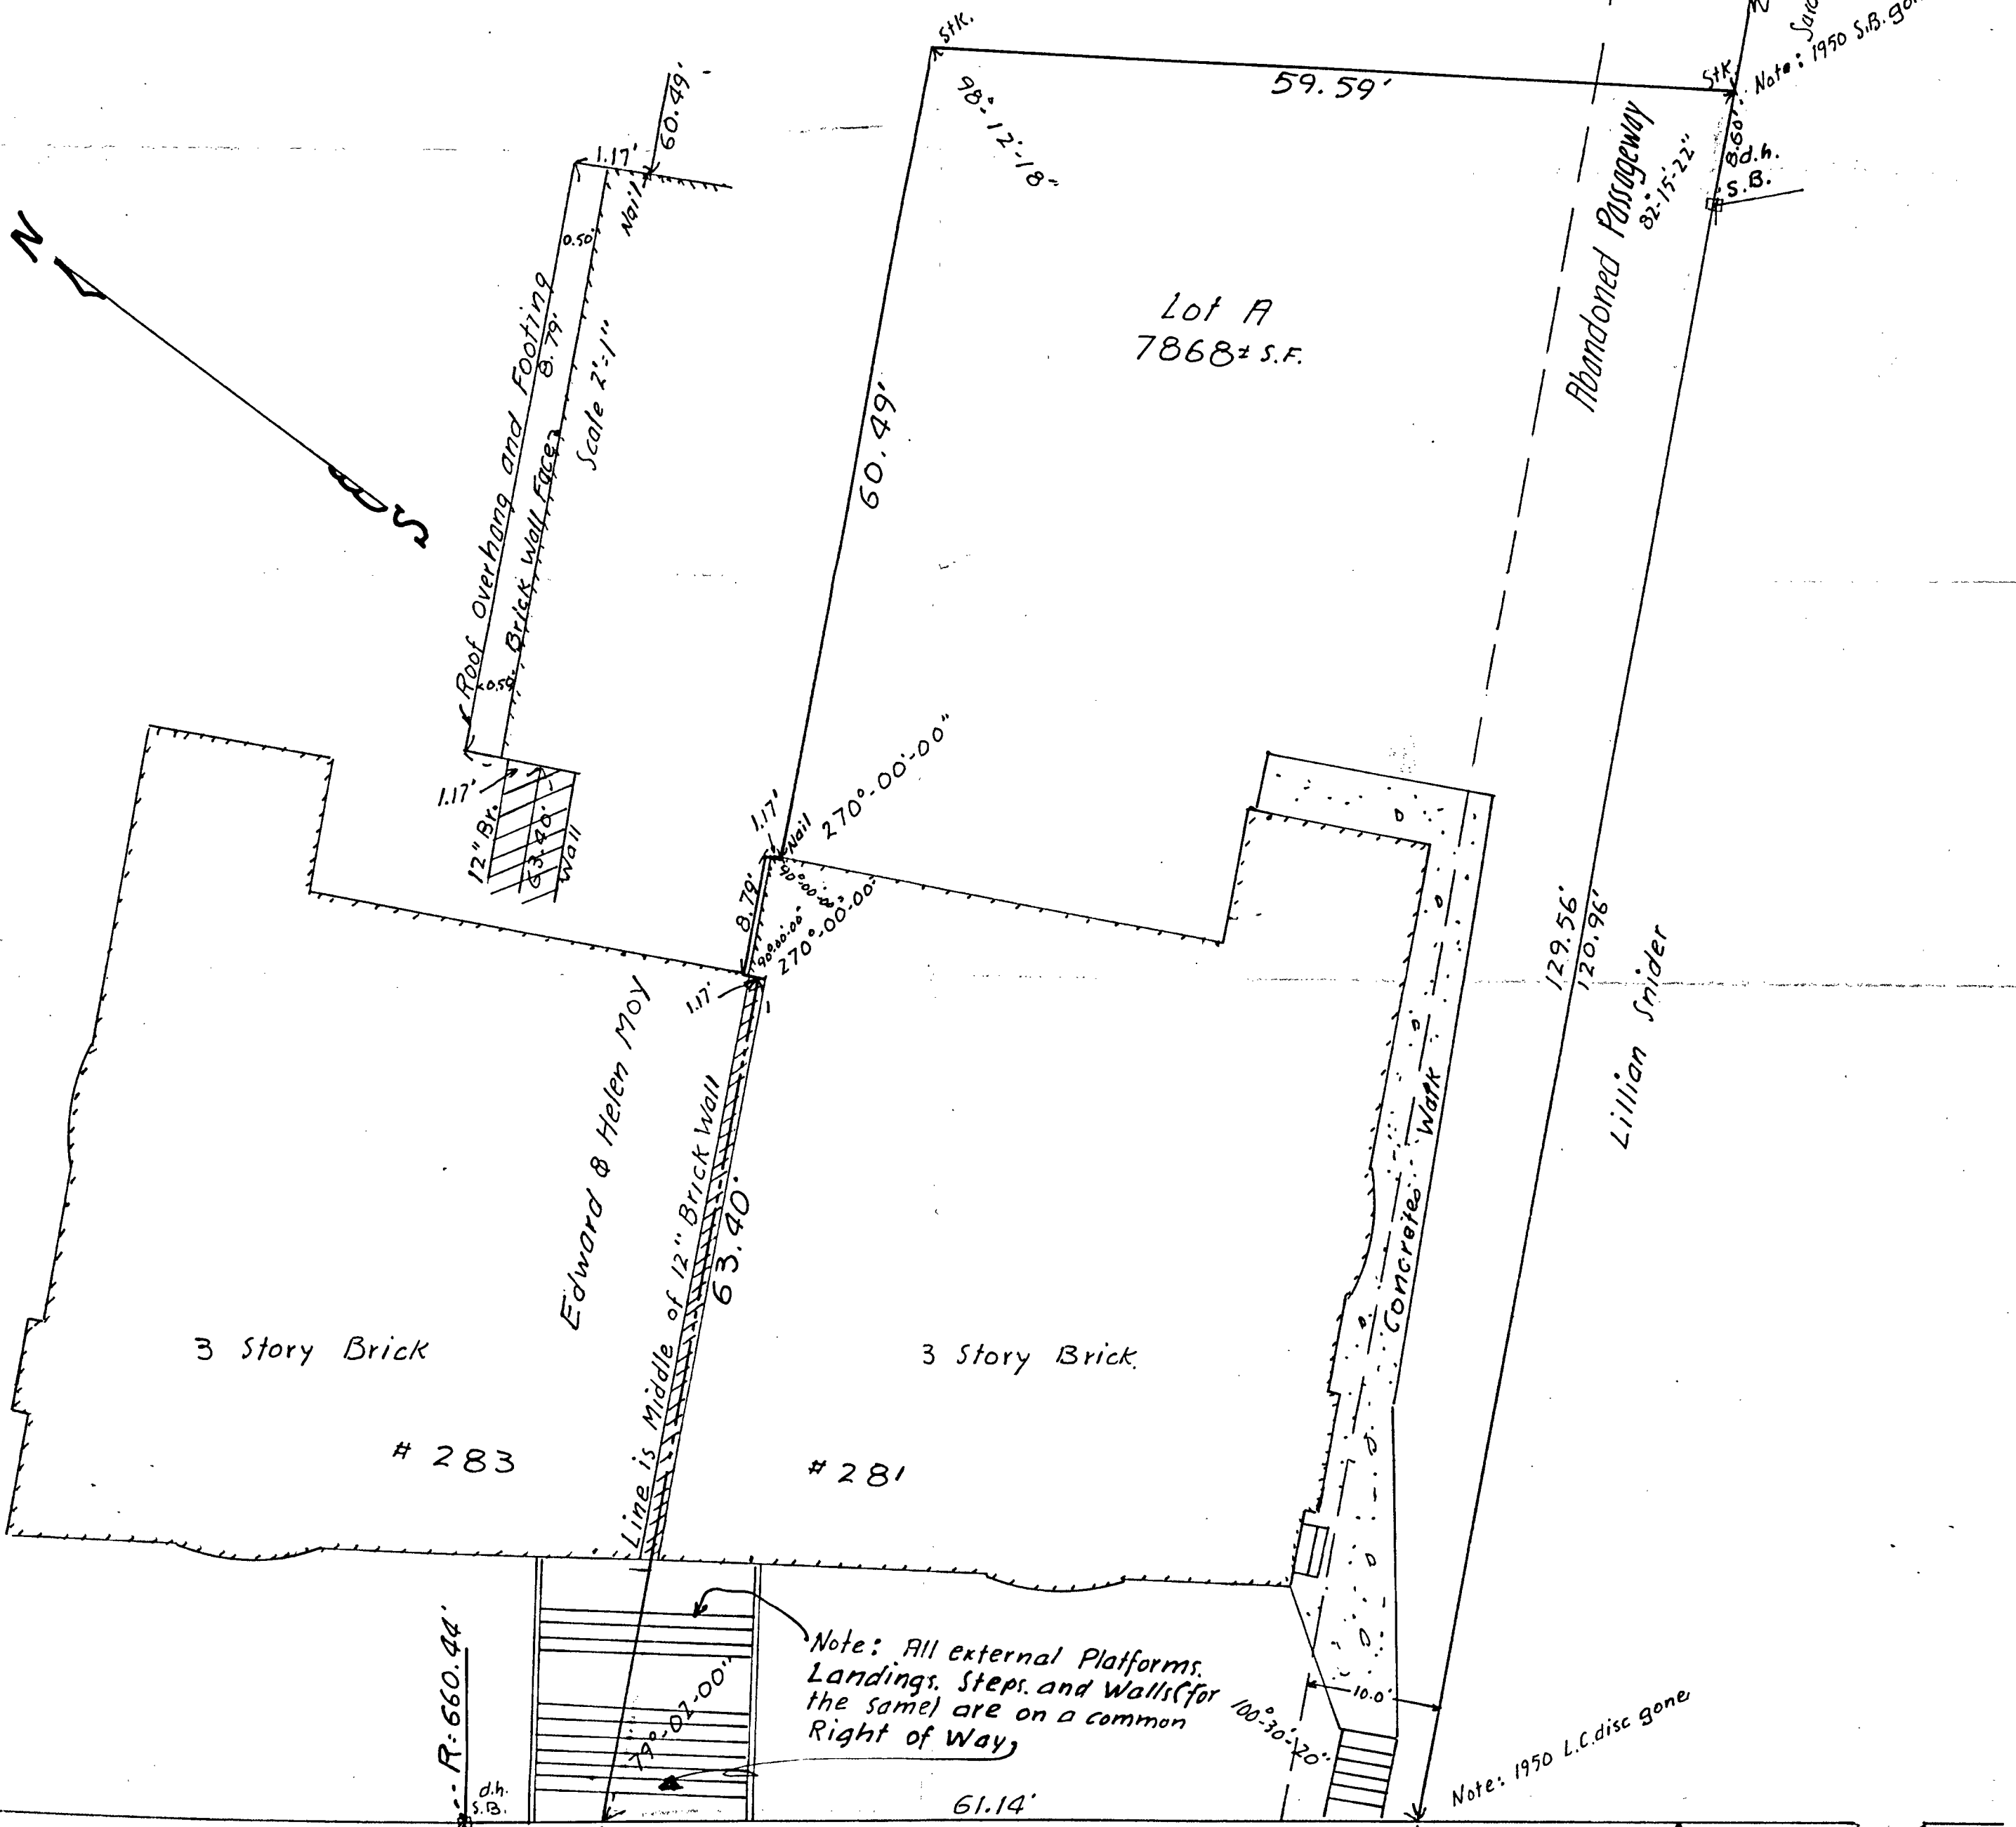 Stk.
59.59'
Stk.
Note: 1950 S.B.
98°-12'-18"
8.60'
d.h.
S.B.
82°-15'-22"
Abandoned Passageway
60.49'
1.17'
Nail
0.50'
N
S
Roof Overhang and Footing
8.79'
Brick Wall Face
Scale 2'-1"
0.50'
1.17'
12" Br.
63.40'
Wall
Lot A
7868± S.F.
60.49'
270°-00'-00"
1.17'
Nail
90°-00'-00"
8.79'
90°-00'-00"
270°-00'-00"
1.17'
129.56'
120.96'
Lillian Snider
Edward & Helen Moy
Line is Middle of 12" Brick Wall
63.40'
Concrete Walk
3 Story Brick
3 Story Brick
# 283
# 281
R=660.44'
d.h.
S.B.
79°-02'-00"
Note: All external Platforms.
Landings. Steps. and Walls (for
the same) are on a common
Right of Way
100°-30'-20"
10.0'
Note: 1950 L.C. disc gone
61.14'